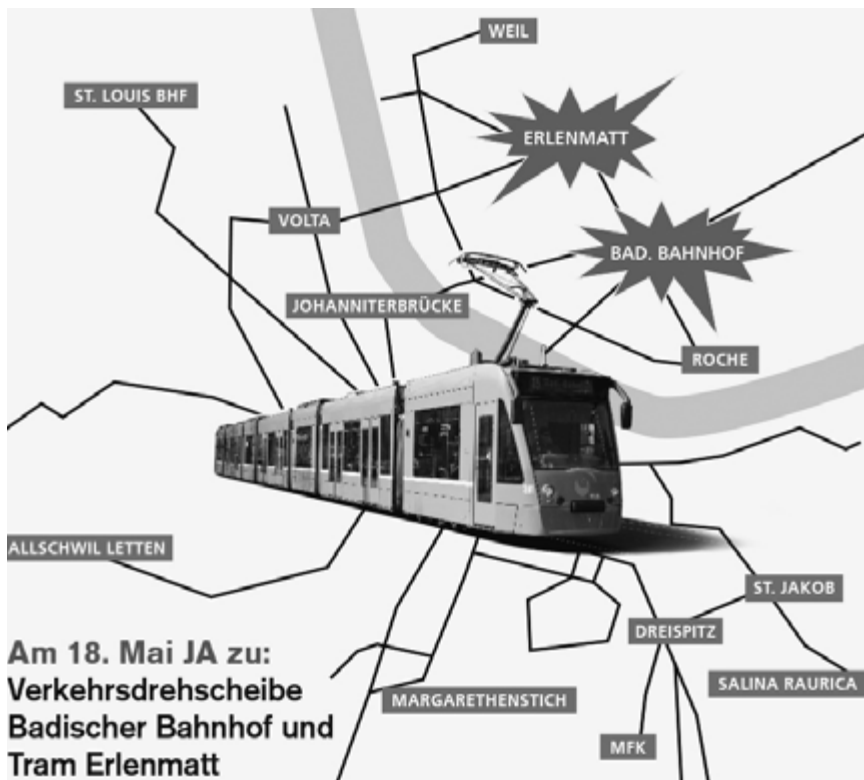 WEIL
ST. LOUIS BHF
ERLENMATT
VOLTA
BAD. BAHNHOF
JOHANNITERBRÜCKE
ROCHE
ALLSCHWIL LETTEN
ST. JAKOB
DREISPITZ
SALINA RAURICA
MARGARETHENSTICH
MFK
Am 18. Mai JA zu:
Verkehrsdrehscheibe
Badischer Bahnhof und
Tram Erlenmatt